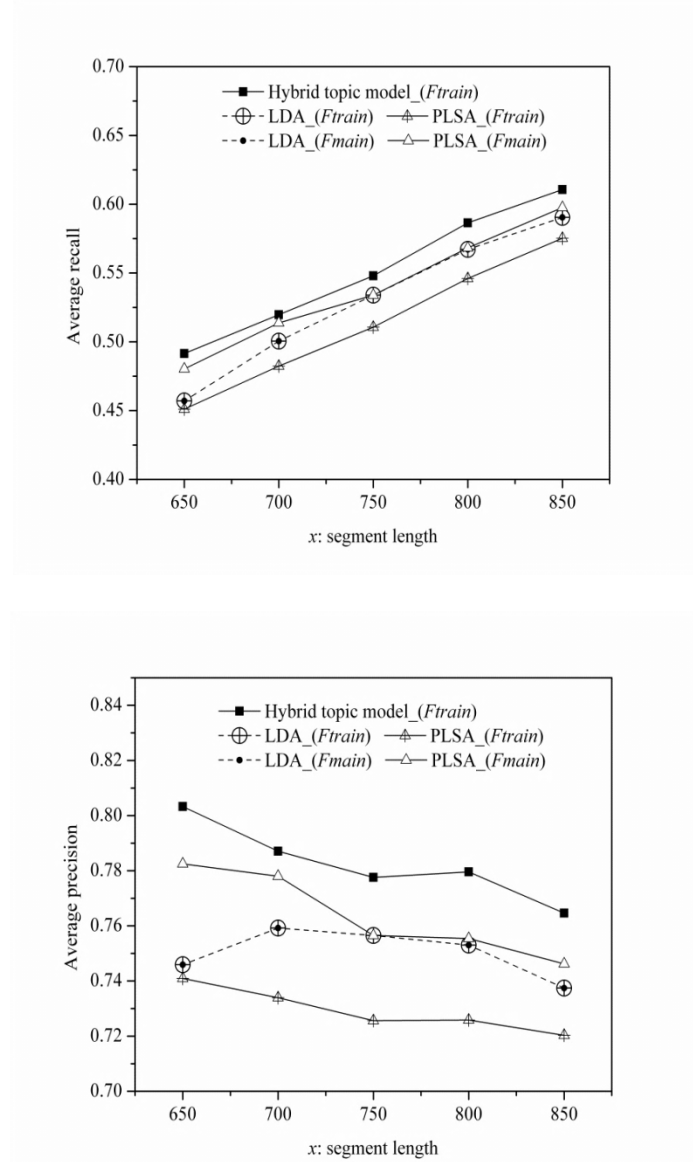 0.70
Hybrid topic model_(Ftrain)
LDA_(Ftrain) PLSA_(Ftrain)
LDA_(Fmain) PLSA_(Fmain)
0.65
0.60
0.55
0.50
0.45
0.40
Average recall
650 700 750 800 850
x: segment length
0.84
Hybrid topic model_(Ftrain)
LDA_(Ftrain) PLSA_(Ftrain)
LDA_(Fmain) PLSA_(Fmain)
0.82
0.80
0.78
0.76
0.74
0.72
0.70
Average precision
650 700 750 800 850
x: segment length